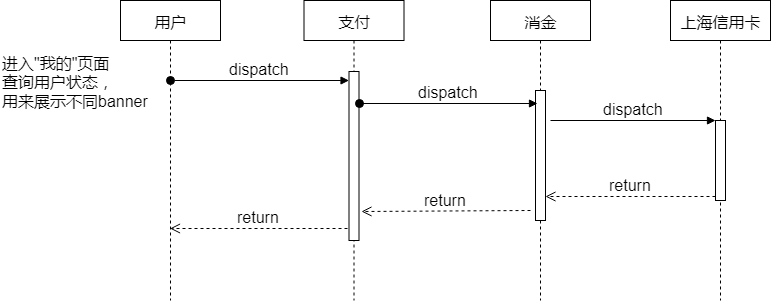 用户
支付
消金
上海信用卡
进入"我的"页面
查询用户状态，
用来展示不同banner
dispatch
dispatch
dispatch
return
return
return